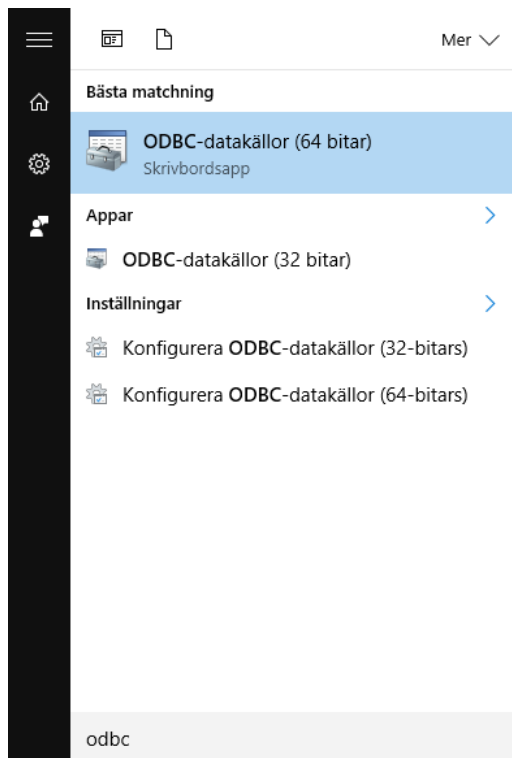 Mer
Bästa matchning
ODBC-datakällor (64 bitar)
Skrivbordsapp
Appar
ODBC-datakällor (32 bitar)
Inställningar
Konfigurera ODBC-datakällor (32-bitars)
Konfigurera ODBC-datakällor (64-bitars)
odbc